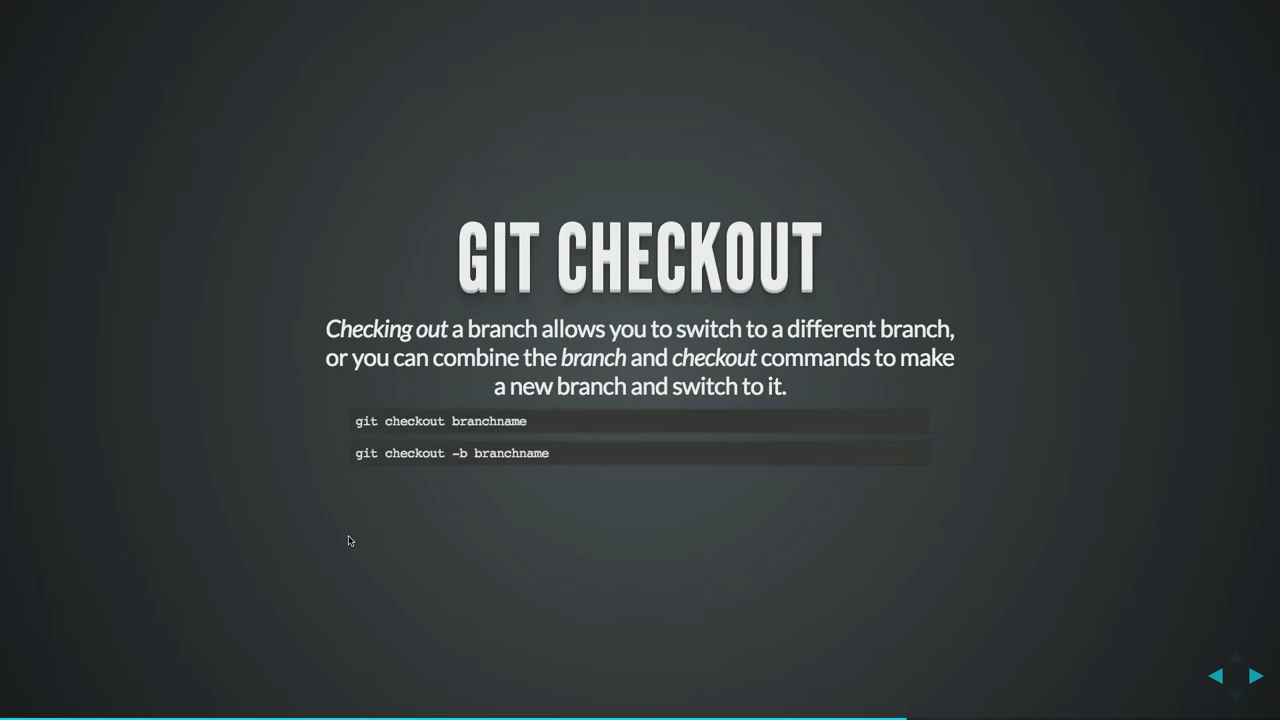 GIT CHECKOUT
Checking out a branch allows you to switch to a different branch,
or you can combine the branch and checkout commands to make
a new branch and switch to it.
git checkout branchname
git checkout -b branchname